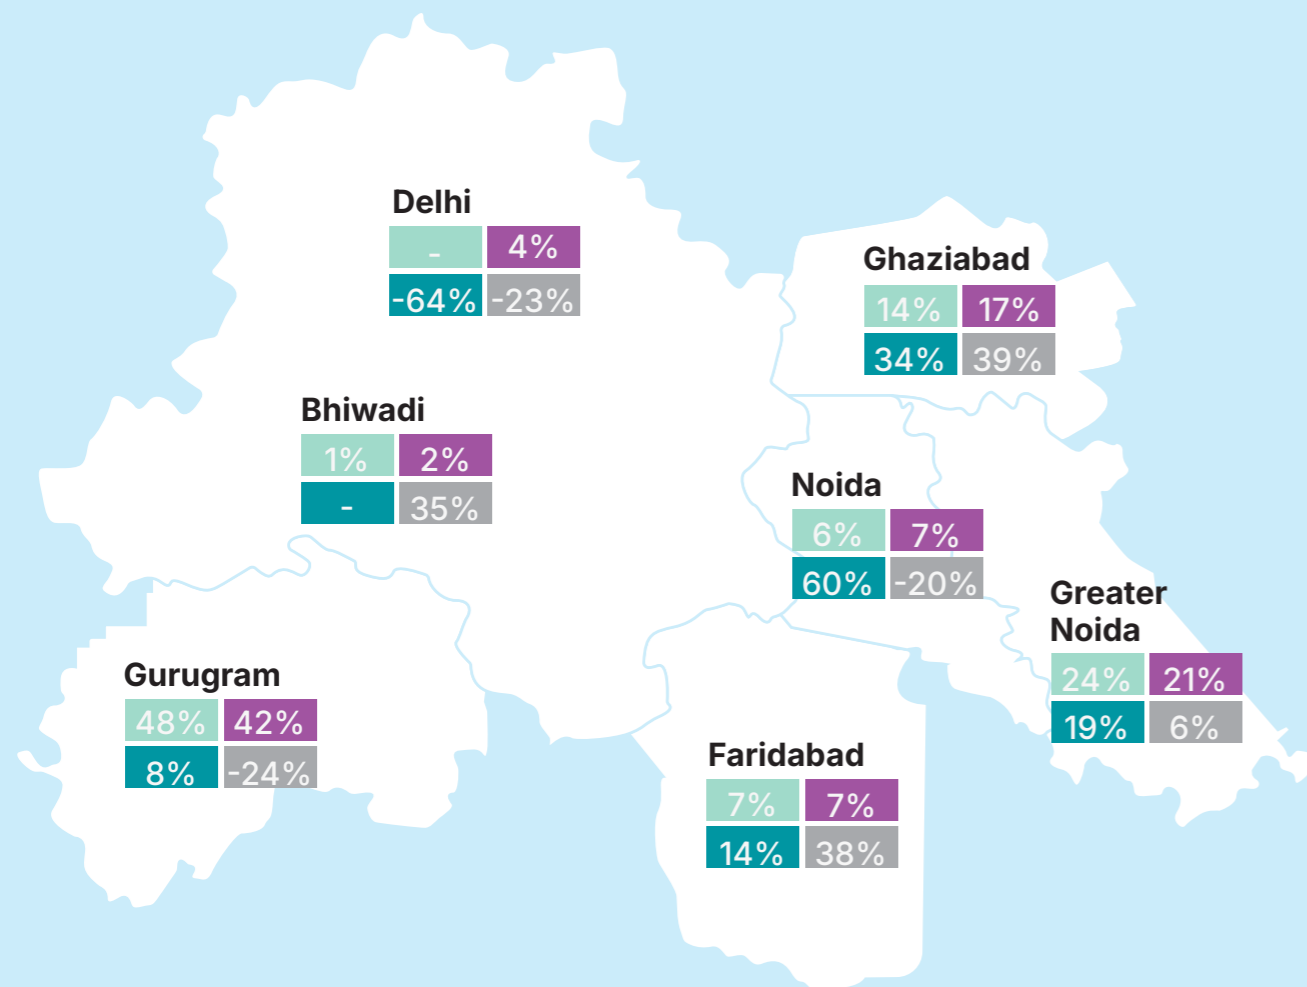 Delhi
- 4%
-64% -23%
Ghaziabad
14% 17%
34% 39%
Bhiwadi
1% 2%
- 35%
Noida
6% 7%
60% -20%
Greater
Noida
24% 21%
19% 6%
Gurugram
48% 42%
8% -24%
Faridabad
7% 7%
14% 38%